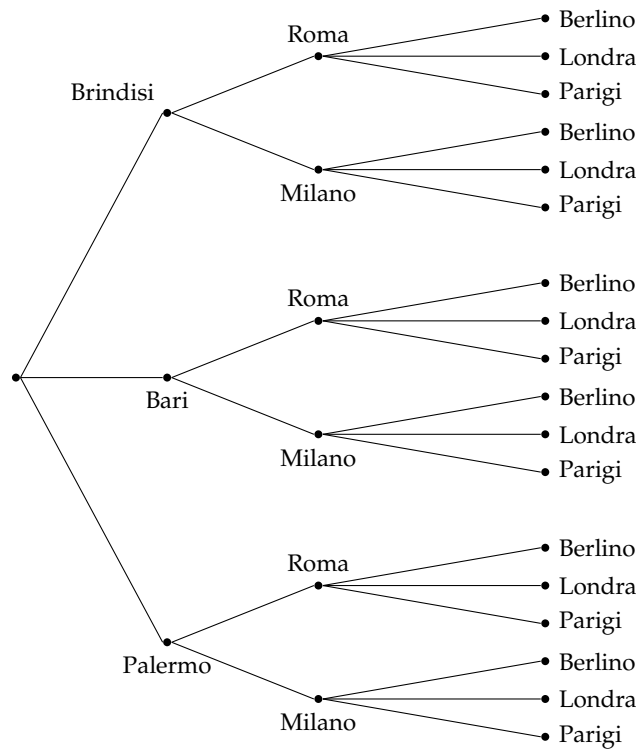 Berlino
Roma
Londra
Brindisi
Parigi
Berlino
Londra
Milano
Parigi
Berlino
Roma
Londra
Parigi
Bari
Berlino
Londra
Milano
Parigi
Berlino
Roma
Londra
Parigi
Palermo
Berlino
Londra
Milano
Parigi